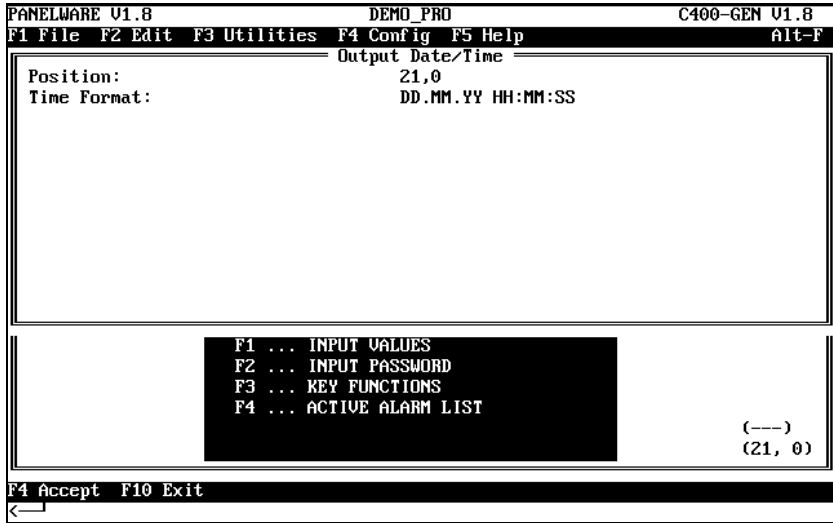 PANELWARE V1.8 DEMO_PRO C400-GEN V1.8
F1 File F2 Edit F3 Utilities F4 Config F5 Help Alt-F
Output Date/Time
Position: 21,0
Time Format: DD.MM.YY HH:MM:SS
F1 ... INPUT VALUES
F2 ... INPUT PASSWORD
F3 ... KEY FUNCTIONS
F4 ... ACTIVE ALARM LIST
(---)
(21, 0)
F4 Accept F10 Exit